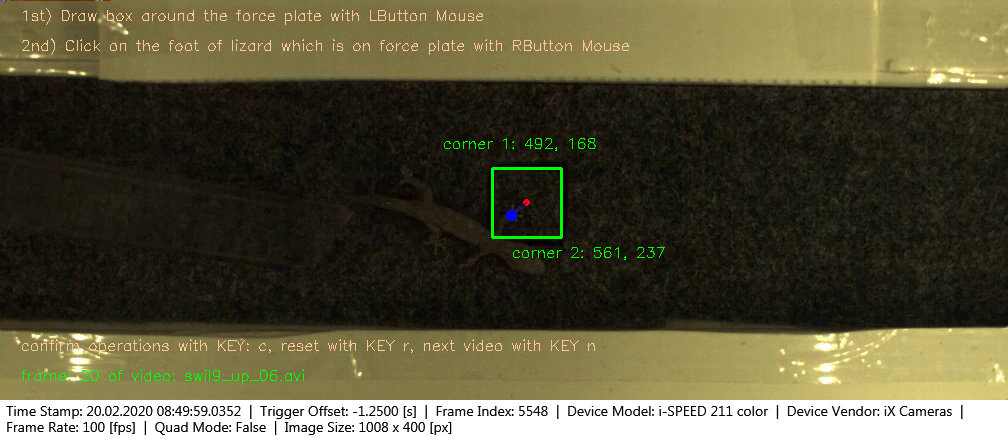 1st) Draw box around the force plate with LButton Mouse
2nd) Click on the foot of lizard which is on force plate with RButton Mouse
corner 1: 492, 168
corner 2: 561, 237
confirm operations with KEY: c, reset with KEY r, next video with KEY n
frame: 20 of video: swil9_up_06.avi
Time Stamp: 20.02.2020 08:49:59.0352 | Trigger Offset: -1.2500 [s] | Frame Index: 5548 | Device Model: i-SPEED 211 color | Device Vendor: iX Cameras |
Frame Rate: 100 [fps] | Quad Mode: False | Image Size: 1008 x 400 [px]